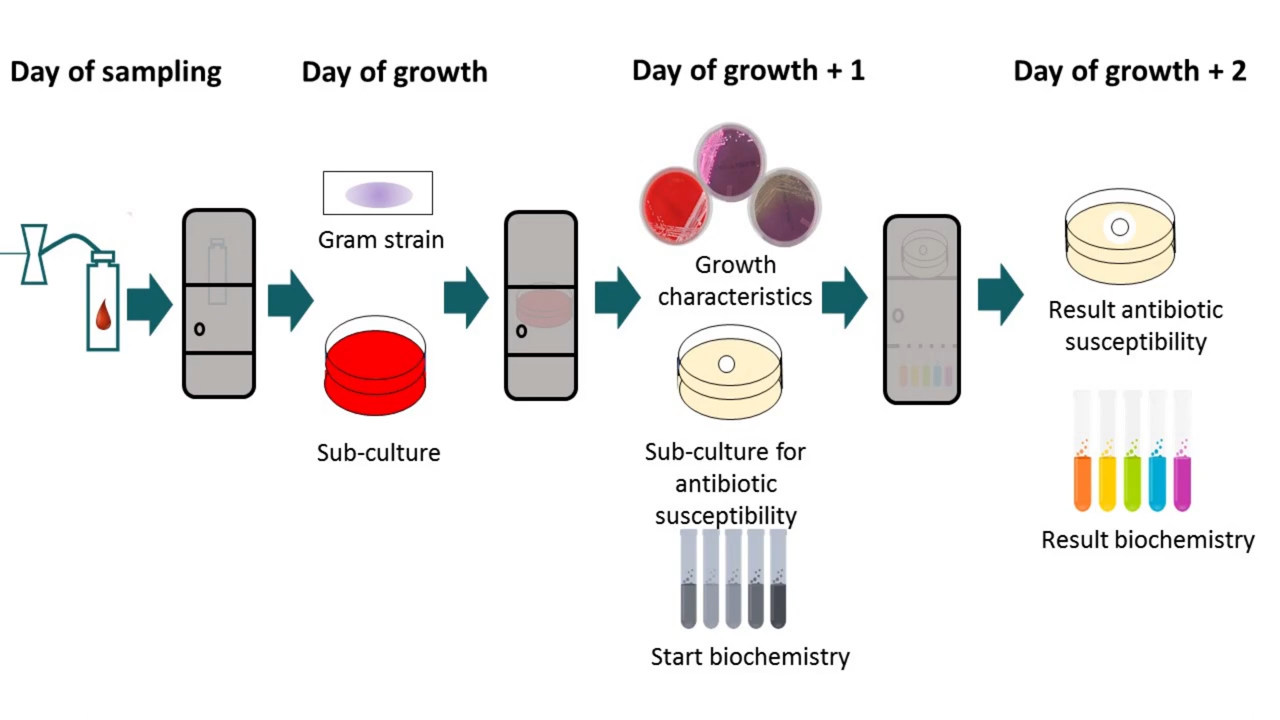 Day of sampling
Day of growth
Day of growth + 1
Day of growth + 2
Gram strain
Sub-culture
Growth
characteristics
Sub-culture for
antibiotic
susceptibility
Start biochemistry
Result antibiotic
susceptibility
Result biochemistry